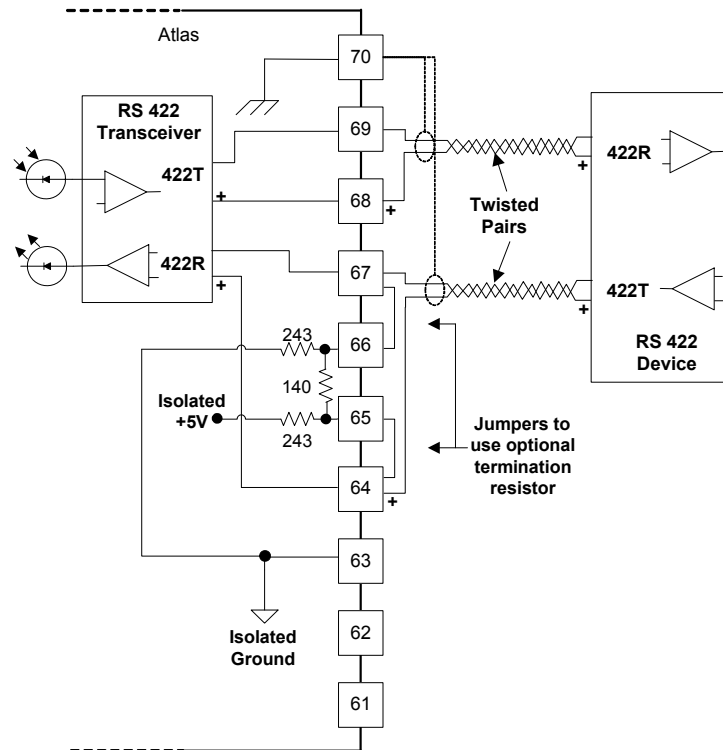 Atlas
70
RS 422
Transceiver
69
422T
422R
+
68
+
+
Twisted
Pairs
422R
67
422T
+
+
243
66
RS 422
Device
140
Isolated
+5V
65
243
Jumpers to
use optional
termination
resistor
64
+
63
62
Isolated
Ground
61